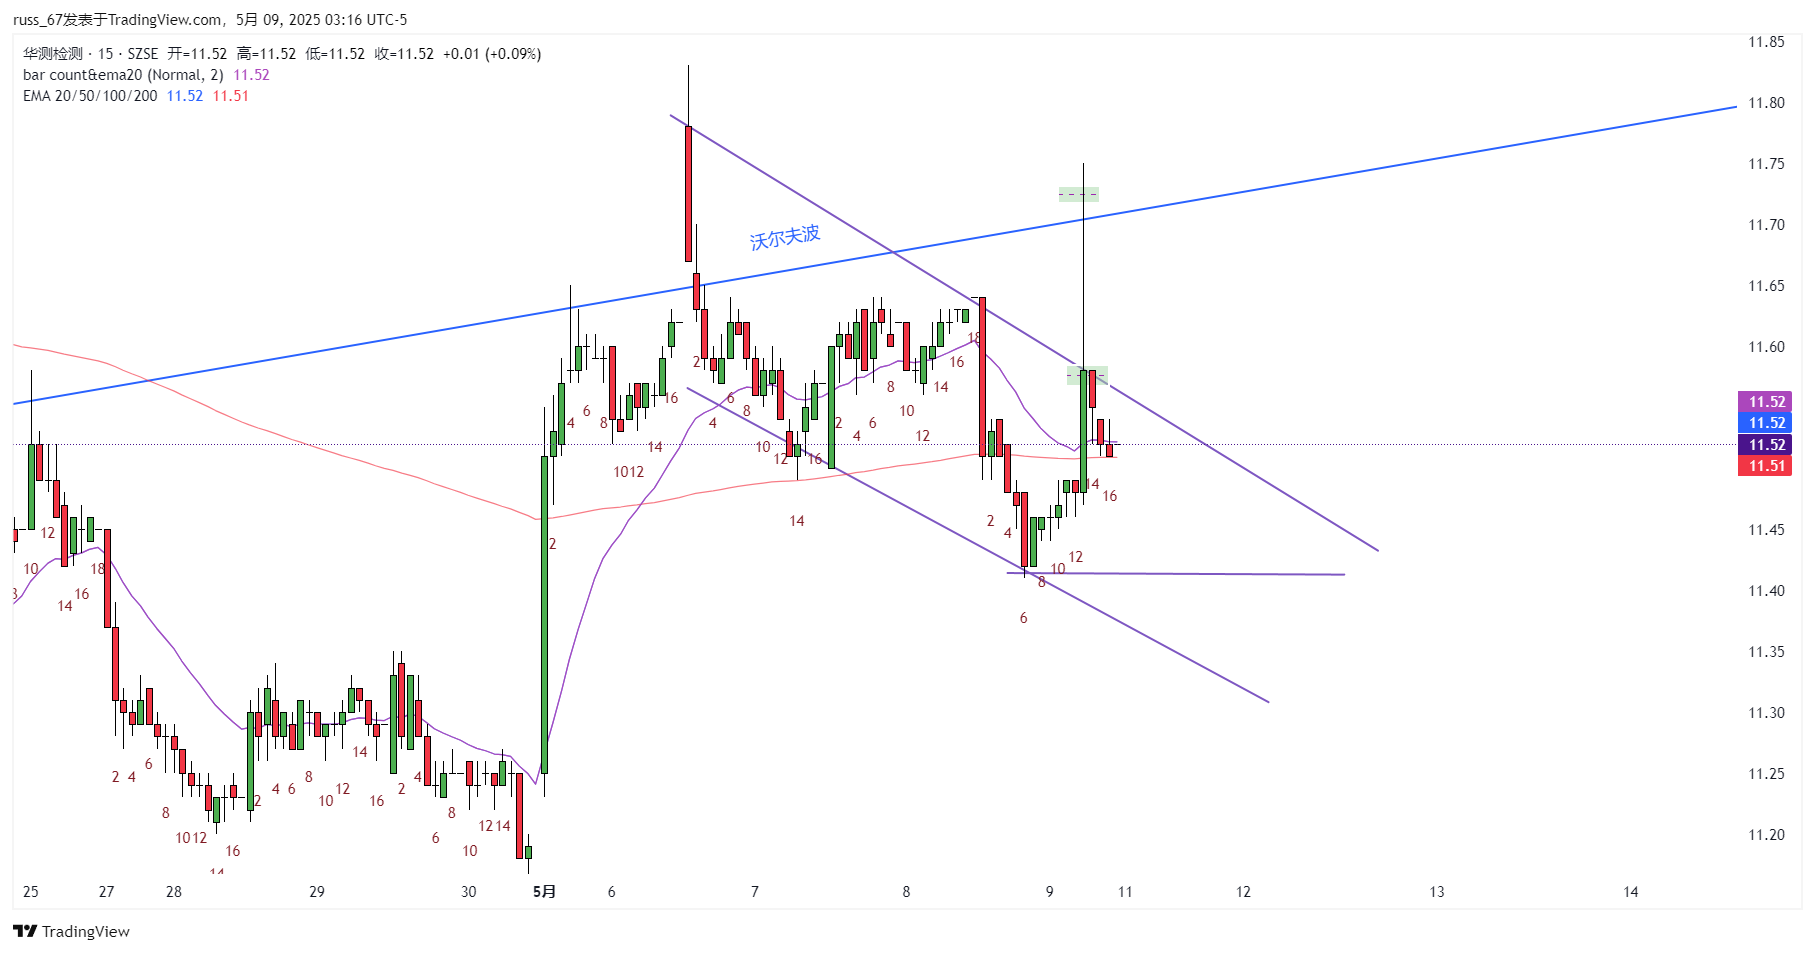 russ_67发表于TradingView.com，5月 09, 2025 03:16 UTC-5
华测检测 · 15 · SZSE 开=11.52 高=11.52 低=11.52 收=11.52 +0.01 (+0.09%)
bar count&ema20 (Normal, 2) 11.52
EMA 20/50/100/200 11.52 11.51
11.85
11.80
11.75
11.70
11.65
11.60
11.52
11.52
11.52
11.51
11.45
11.40
11.35
11.30
11.25
11.20
沃尔夫波
8 10 12 14 16 18
2 4 6 8 10 12 14 16
2 4 6 8 10 12 14 16
2 4 6 8 10 12 14
2 4 6 8 10 12 14 16
2 4 6 8 10 12 14 16
2 4 6 8 10 12 14 16 18
2 4 6 8 10 12 14 16
25 27 28 29 30 5月 6 7 8 9 11 12 13 14
TradingView